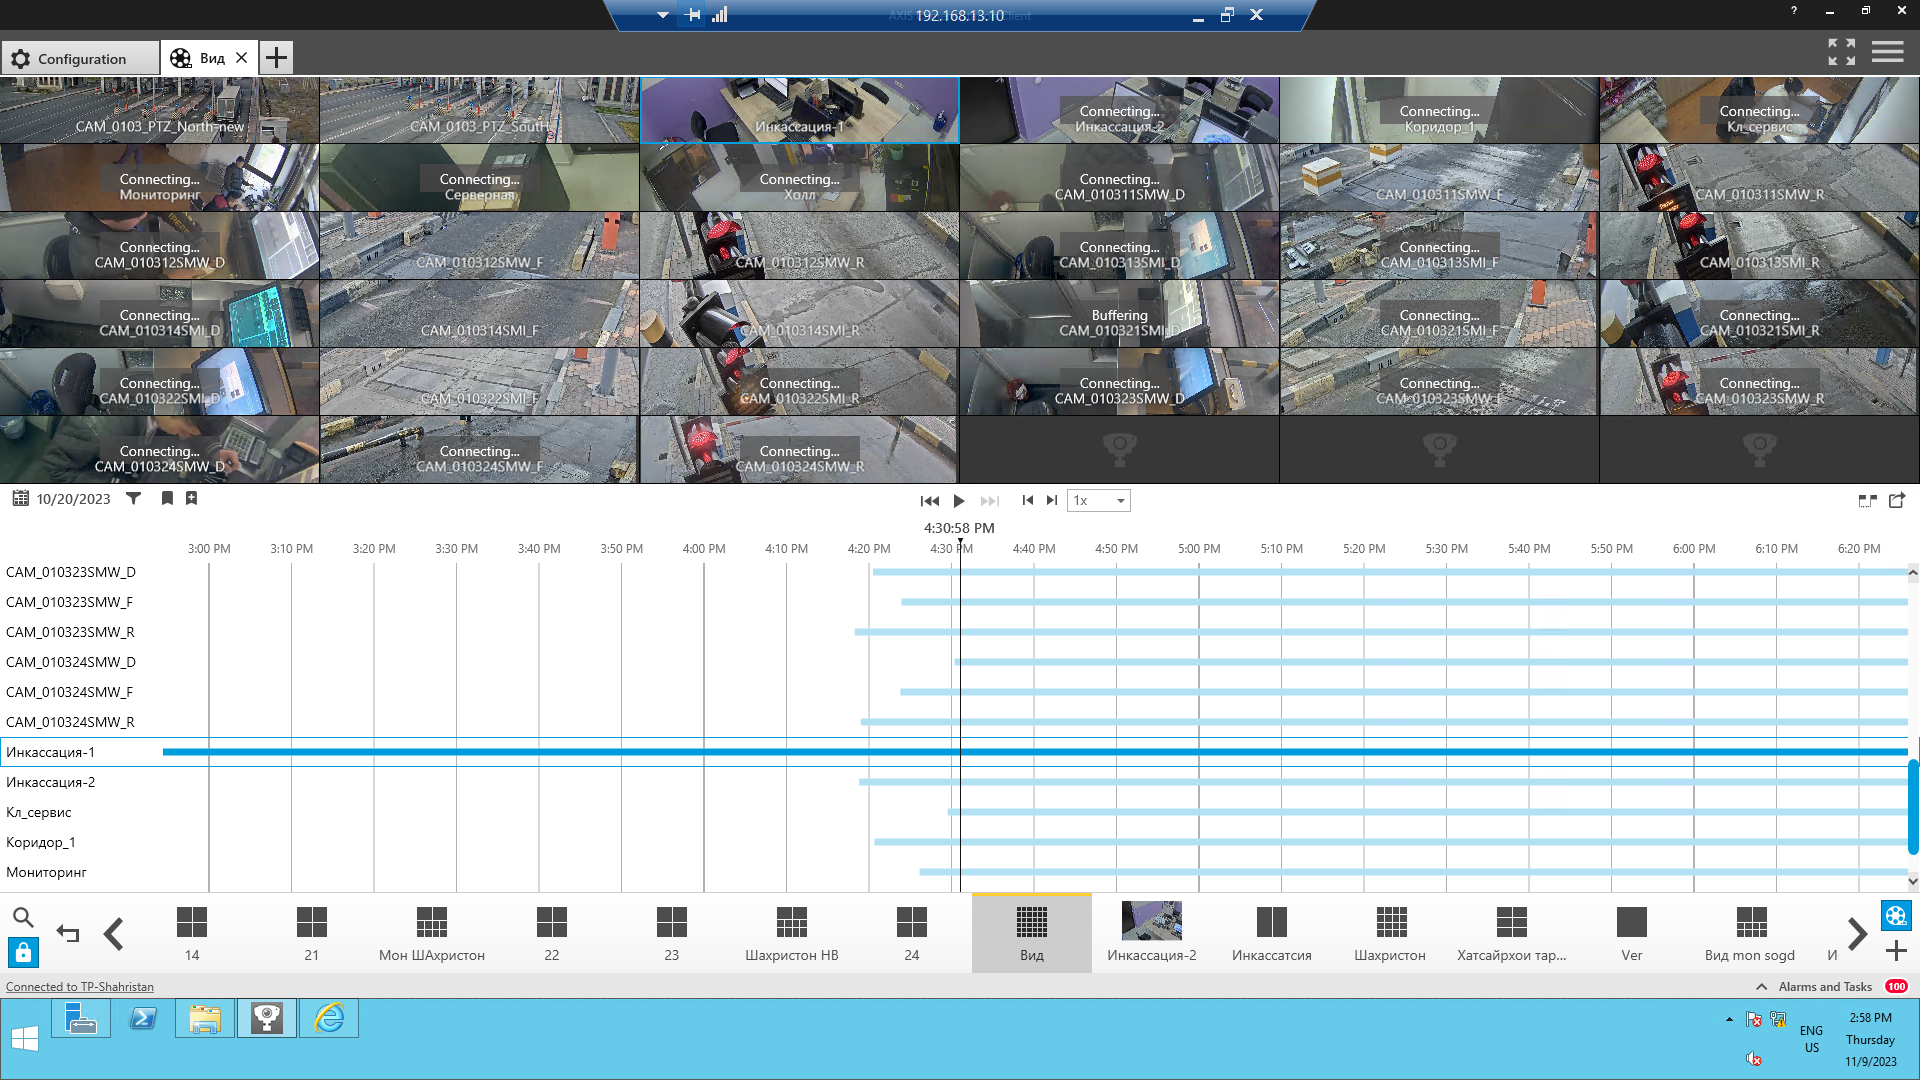 192.168.13.10
Configuration
Вид
CAM_0103_PTZ_North-new
CAM_0103_PTZ_SoutH
Инкассация-1
Connecting...
Инкассация-2
Connecting...
Коридор_1
Connecting...
Кл_сервис
Connecting...
Мониторинг
Connecting...
Серверная
Connecting...
Холл
Connecting...
CAM_010311SMW_D
CAM_010311SMW_F
CAM_010311SMW_R
Connecting...
CAM_010312SMW_D
CAM_010312SMW_F
CAM_010312SMW_R
Connecting...
CAM_010313SMI_D
Connecting...
CAM_010313SMI_F
CAM_010313SMI_R
Connecting...
CAM_010314SMI_D
CAM_010314SMI_F
CAM_010314SMI_R
Buffering
CAM_010321SMI_D
Connecting...
CAM_010321SMI_F
Connecting...
CAM_010321SMI_R
Connecting...
CAM_010322SMI_D
CAM_010322SMI_F
Connecting...
CAM_010322SMI_R
Connecting...
CAM_010323SMW_D
Connecting...
CAM_010323SMW_F
Connecting...
CAM_010323SMW_R
Connecting...
CAM_010324SMW_D
Connecting...
CAM_010324SMW_F
Connecting...
CAM_010324SMW_R
10/20/2023
1x
4:30:58 PM
3:00 PM 3:10 PM 3:20 PM 3:30 PM 3:40 PM 3:50 PM 4:00 PM 4:10 PM 4:20 PM 4:30 PM 4:40 PM 4:50 PM 5:00 PM 5:10 PM 5:20 PM 5:30 PM 5:40 PM 5:50 PM 6:00 PM 6:10 PM 6:20 PM
CAM_010323SMW_D
CAM_010323SMW_F
CAM_010323SMW_R
CAM_010324SMW_D
CAM_010324SMW_F
CAM_010324SMW_R
Инкассация-1
Инкассация-2
Кл_сервис
Коридор_1
Мониторинг
14 21 Мон ШАхристон 22 23 Шахристон НВ 24 Вид Инкассация-2 Инкассатсия Шахристон Хатсайрхои тар... Ver Вид mon sogd И
Connected to TP-Shahristan
Alarms and Tasks 100
ENG
US
2:58 PM
Thursday
11/9/2023